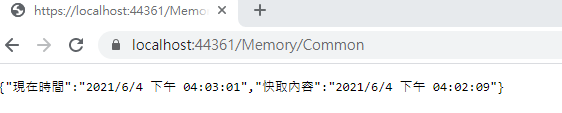 https://localhost:44361/Memo
localhost:44361/Memory/Common
{"現在時間":"2021/6/4 下午 04:03:01","快取內容":"2021/6/4 下午 04:02:09"}